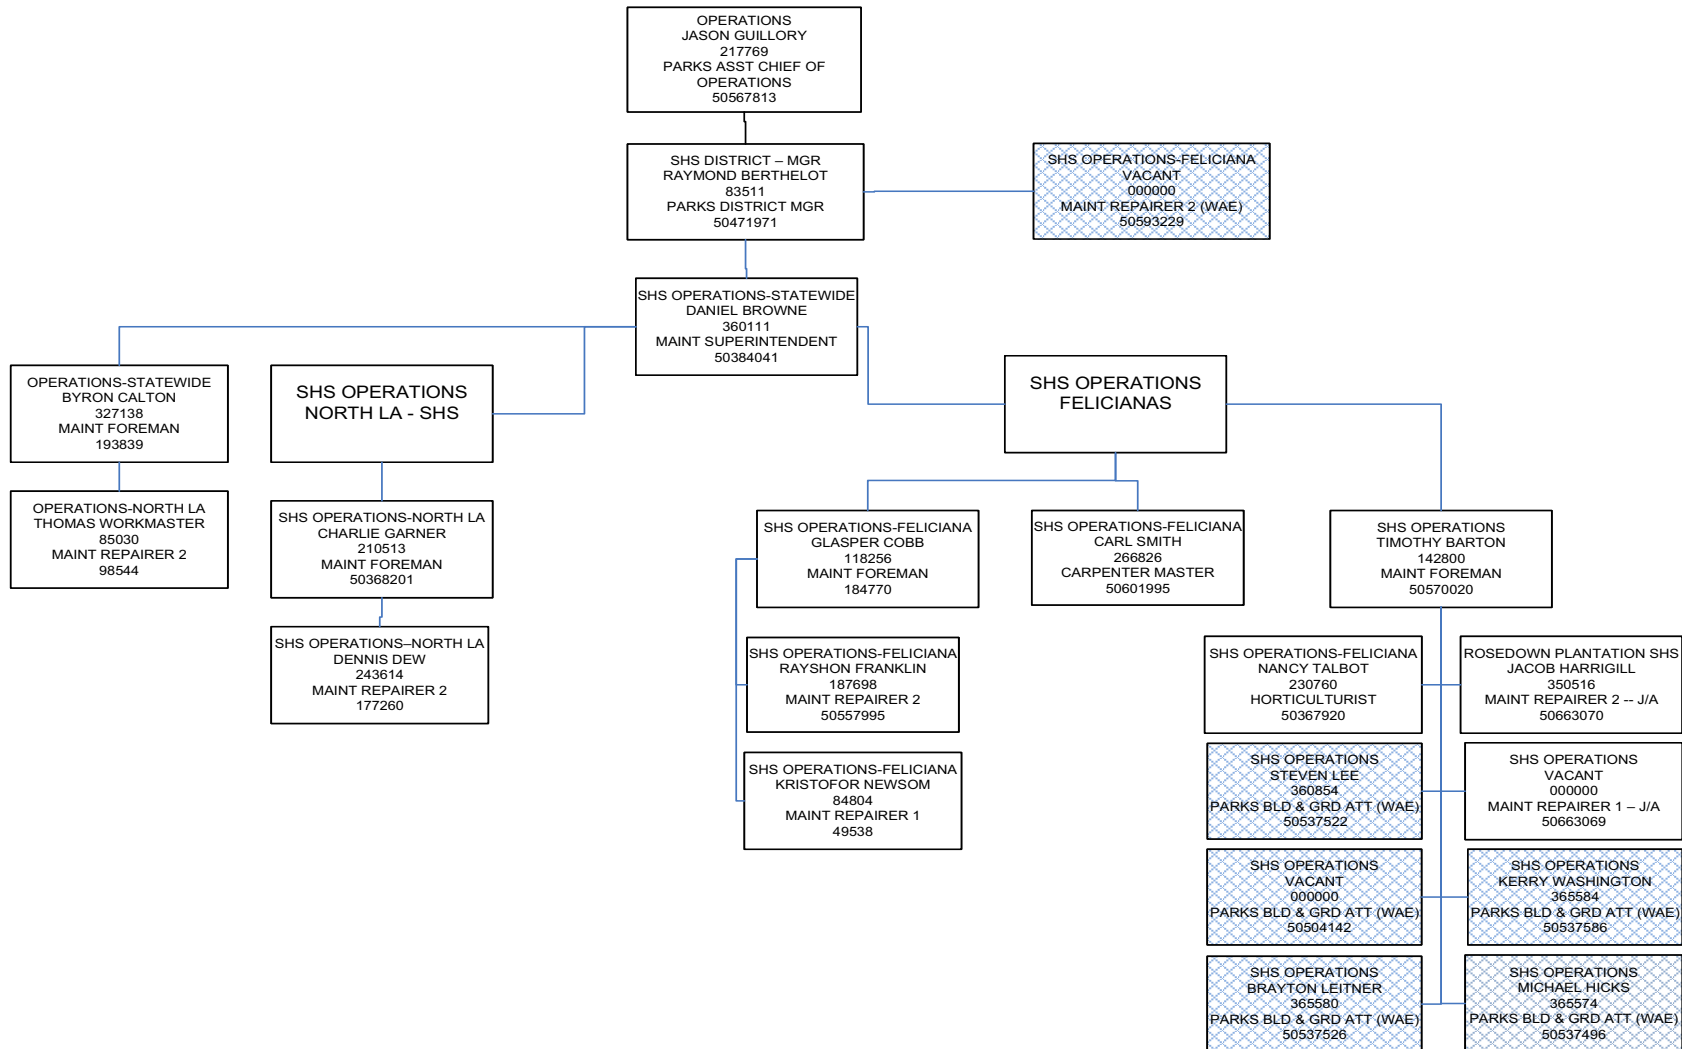 OPERATIONS
JASON GUILLORY
217769
PARKS ASST CHIEF OF
OPERATIONS
50567813
SHS DISTRICT – MGR
RAYMOND BERTHELOT
83511
PARKS DISTRICT MGR
50471971
SHS OPERATIONS-FELICIANA
VACANT
000000
MAINT REPAIRER 2 (WAE)
50593229
SHS OPERATIONS-STATEWIDE
DANIEL BROWNE
360111
MAINT SUPERINTENDENT
50384041
OPERATIONS-STATEWIDE
BYRON CALTON
327138
MAINT FOREMAN
193839
SHS OPERATIONS
NORTH LA - SHS
SHS OPERATIONS
FELICIANAS
OPERATIONS-NORTH LA
THOMAS WORKMASTER
85030
MAINT REPAIRER 2
98544
SHS OPERATIONS-NORTH LA
CHARLIE GARNER
210513
MAINT FOREMAN
50368201
SHS OPERATIONS–NORTH LA
DENNIS DEW
243614
MAINT REPAIRER 2
177260
SHS OPERATIONS-FELICIANA
GLASPER COBB
118256
MAINT FOREMAN
184770
SHS OPERATIONS-FELICIANA
CARL SMITH
266826
CARPENTER MASTER
50601995
SHS OPERATIONS
TIMOTHY BARTON
142800
MAINT FOREMAN
50570020
SHS OPERATIONS-FELICIANA
RAYSHON FRANKLIN
187698
MAINT REPAIRER 2
50557995
SHS OPERATIONS-FELICIANA
KRISTOFOR NEWSOM
84804
MAINT REPAIRER 1
49538
SHS OPERATIONS-FELICIANA
NANCY TALBOT
230760
HORTICULTURIST
50367920
ROSEDOWN PLANTATION SHS
JACOB HARRIGILL
350516
MAINT REPAIRER 2 -- J/A
50663070
SHS OPERATIONS
STEVEN LEE
360854
PARKS BLD & GRD ATT (WAE)
50537522
SHS OPERATIONS
VACANT
000000
MAINT REPAIRER 1 – J/A
50663069
SHS OPERATIONS
VACANT
000000
PARKS BLD & GRD ATT (WAE)
50504142
SHS OPERATIONS
KERRY WASHINGTON
365584
PARKS BLD & GRD ATT (WAE)
50537586
SHS OPERATIONS
BRAYTON LEITNER
365580
PARKS BLD & GRD ATT (WAE)
50537526
SHS OPERATIONS
MICHAEL HICKS
365574
PARKS BLD & GRD ATT (WAE)
50537496